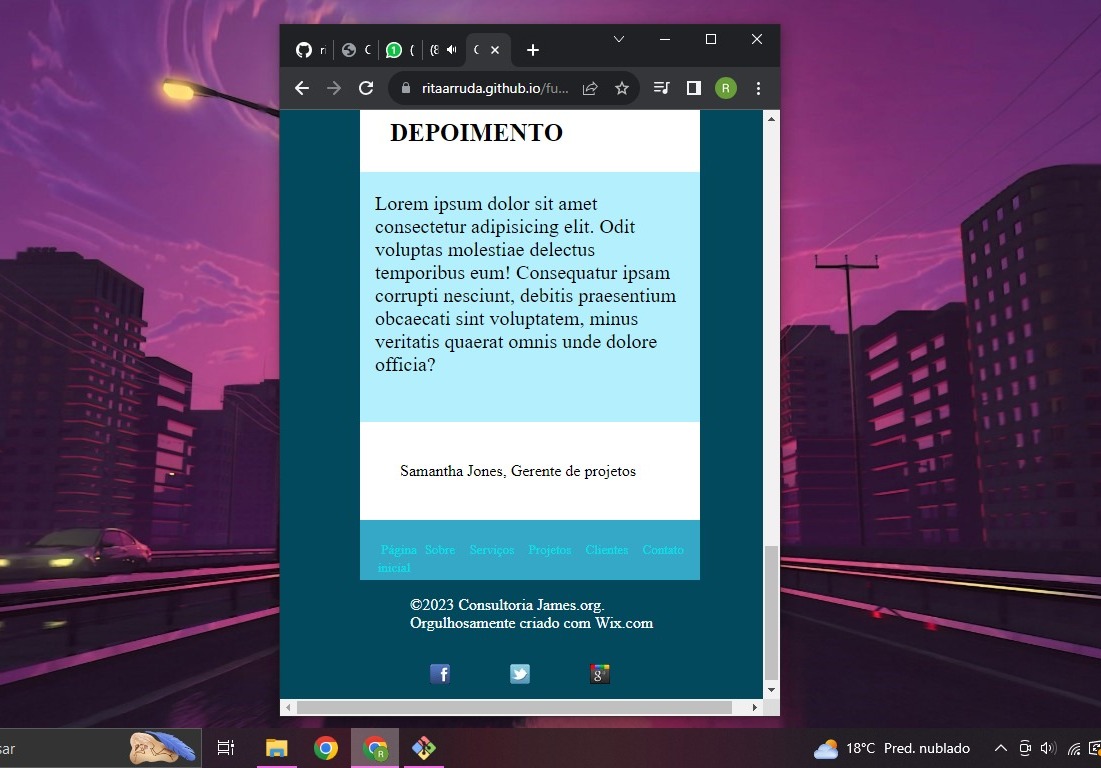 ritaarruda.github.io/fu...
R
DEPOIMENTO
Lorem ipsum dolor sit amet
consectetur adipisicing elit. Odit
voluptas molestiae delectus
temporibus eum! Consequatur ipsam
corrupti nesciunt, debitis praesentium
obcaecati sint voluptatem, minus
veritatis quaerat omnis unde dolore
officia?
Samantha Jones, Gerente de projetos
Página Sobre Serviços Projetos Clientes Contato
inicial
©2023 Consultoria James.org.
Orgulhosamente criado com Wix.com
sar
18°C Pred. nublado